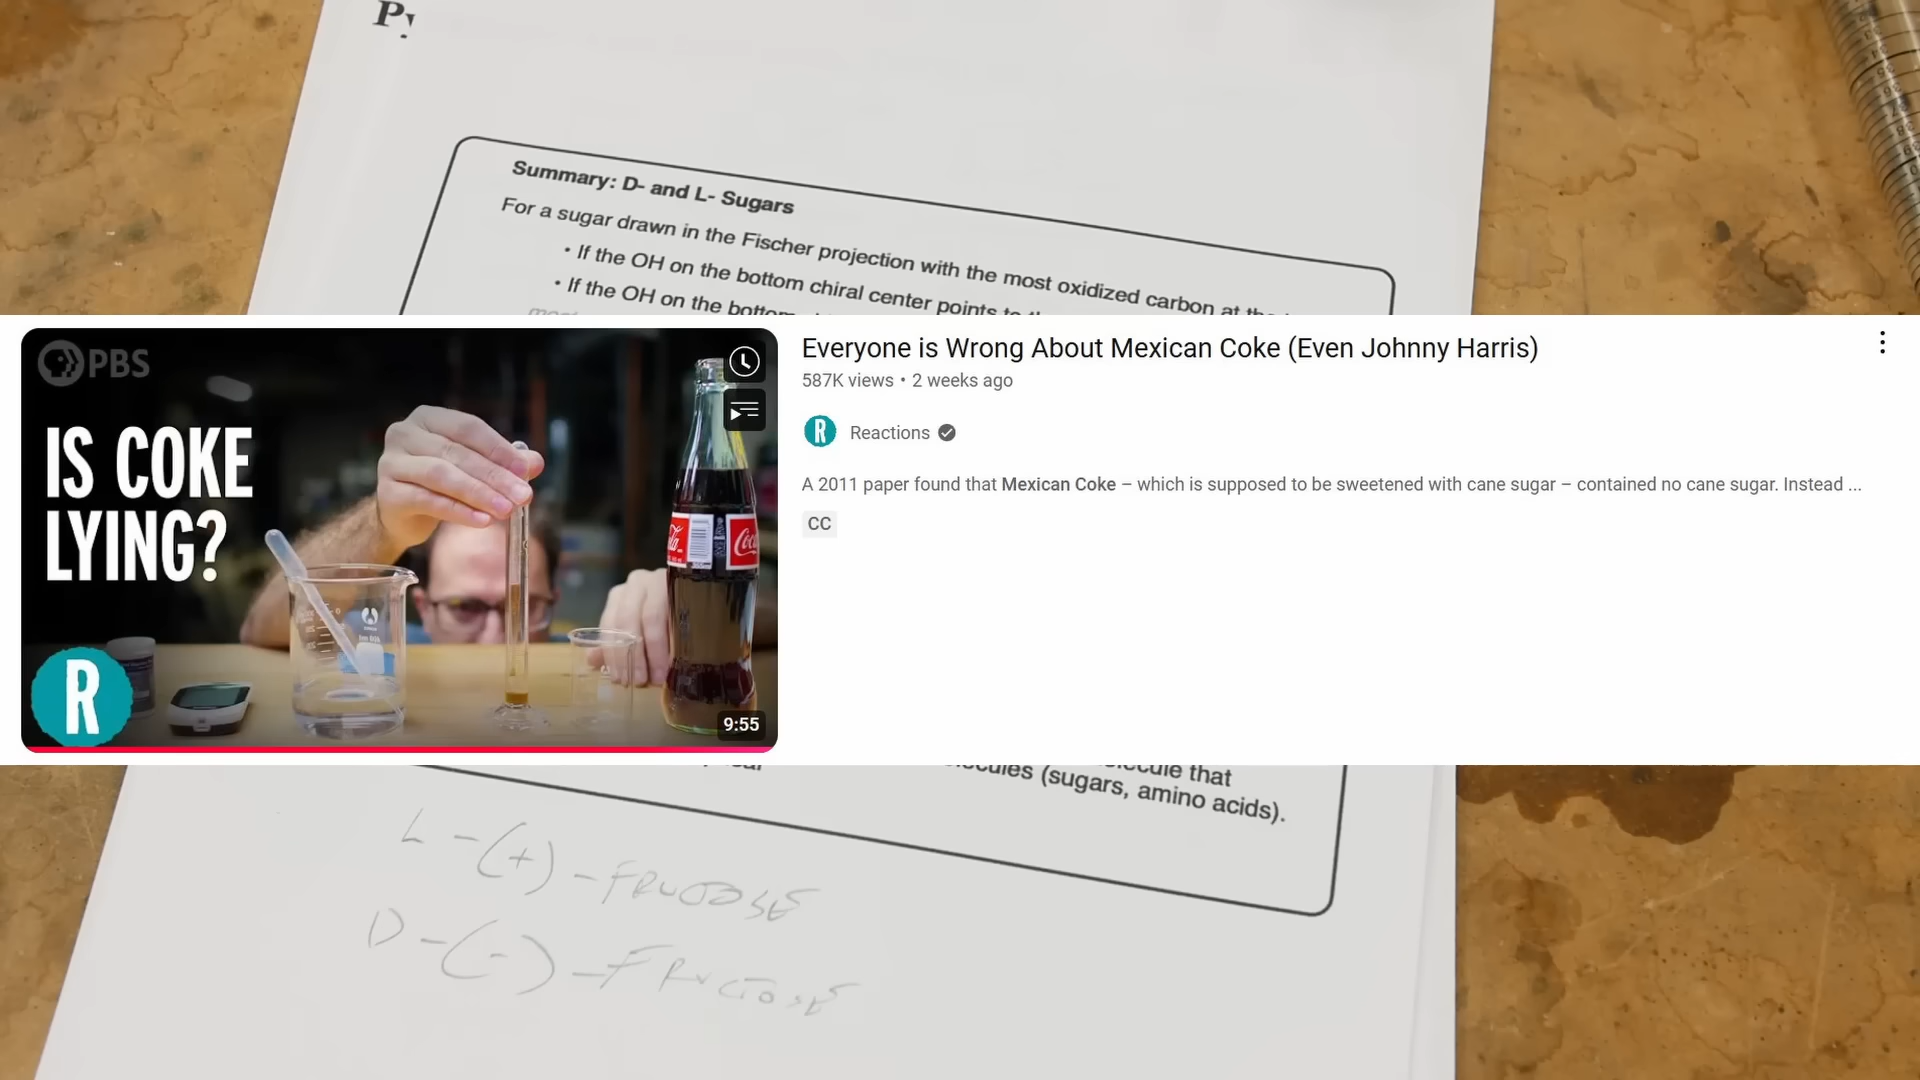 Summary: D- and L- Sugars
For a sugar drawn in the Fischer projection with the most oxidized carbon at
• If the OH on the bottom chiral center points to
• If the OH on the bottom
PBS
IS COKE
LYING?
R
9:55
Everyone is Wrong About Mexican Coke (Even Johnny Harris)
587K views • 2 weeks ago
R Reactions
A 2011 paper found that Mexican Coke – which is supposed to be sweetened with cane sugar – contained no cane sugar. Instead ...
CC
that
(sugars, amino acids).
L-(+)-FRUCTOSE
D-(-)-FRUCTOSE